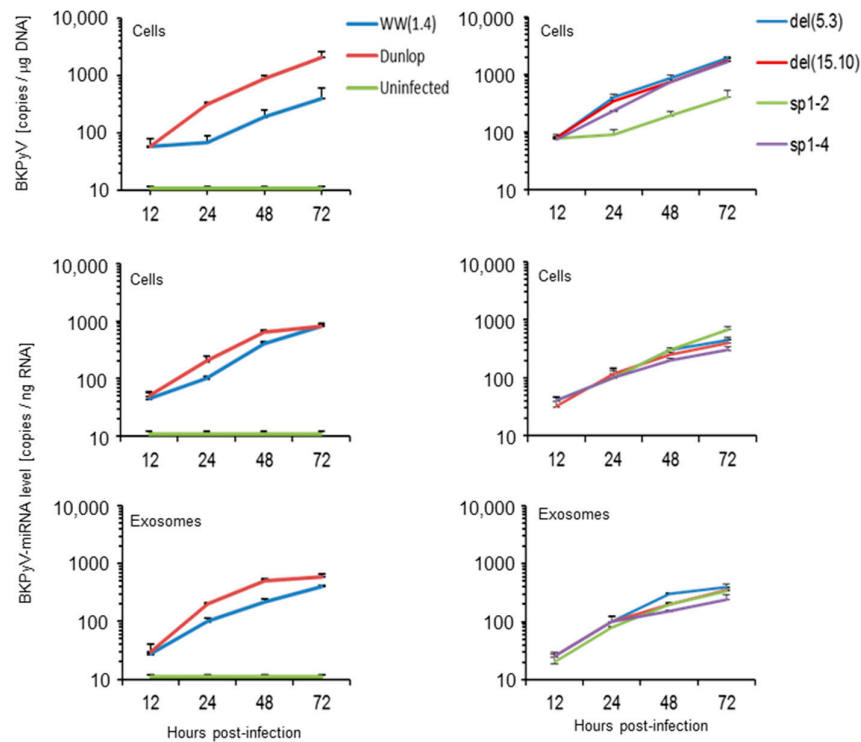 BKPyV [copies / µg DNA]
10,000
1000
100
10
Cells
12 24 48 72
WW(1.4)
Dunlop
Uninfected
10,000
1000
100
10
Cells
12 24 48 72
del(5.3)
del(15.10)
sp1-2
sp1-4
BKPyV-miRNA level [copies / ng RNA]
10,000
1000
100
10
Cells
12 24 48 72
10,000
1000
100
10
Cells
12 24 48 72
10,000
1000
100
10
Exosomes
12 24 48 72
Hours post-infection
10,000
1000
100
10
Exosomes
12 24 48 72
Hours post-infection